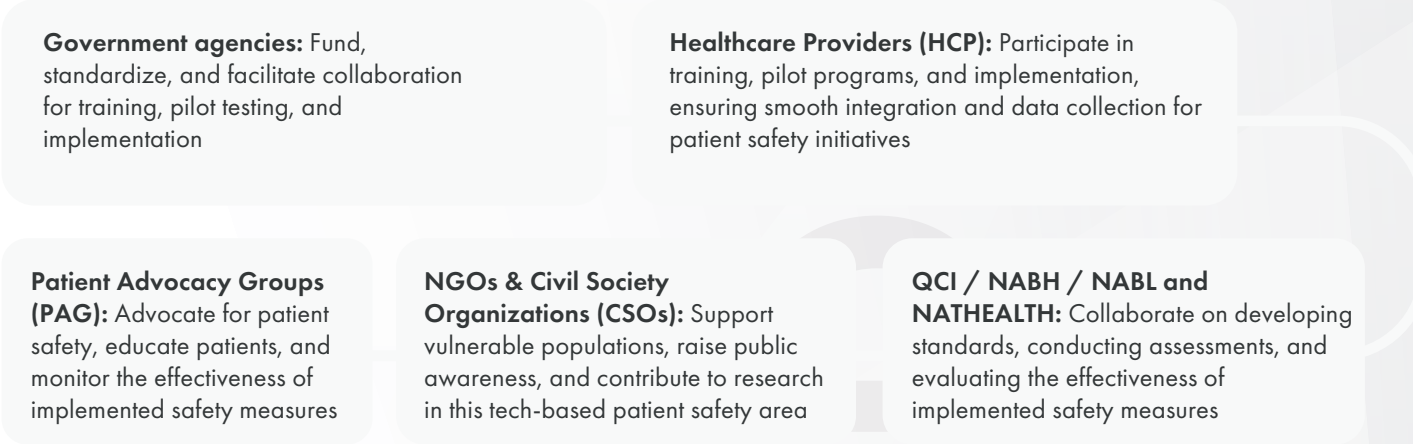 Government agencies: Fund,
standardize, and facilitate collaboration
for training, pilot testing, and
implementation
Healthcare Providers (HCP): Participate in
training, pilot programs, and implementation,
ensuring smooth integration and data collection for
patient safety initiatives
Patient Advocacy Groups
(PAG): Advocate for patient
safety, educate patients, and
monitor the effectiveness of
implemented safety measures
NGOs & Civil Society
Organizations (CSOs): Support
vulnerable populations, raise public
awareness, and contribute to research
in this tech-based patient safety area
QCI / NABH / NABL and
NATHEALTH: Collaborate on developing
standards, conducting assessments, and
evaluating the effectiveness of
implemented safety measures